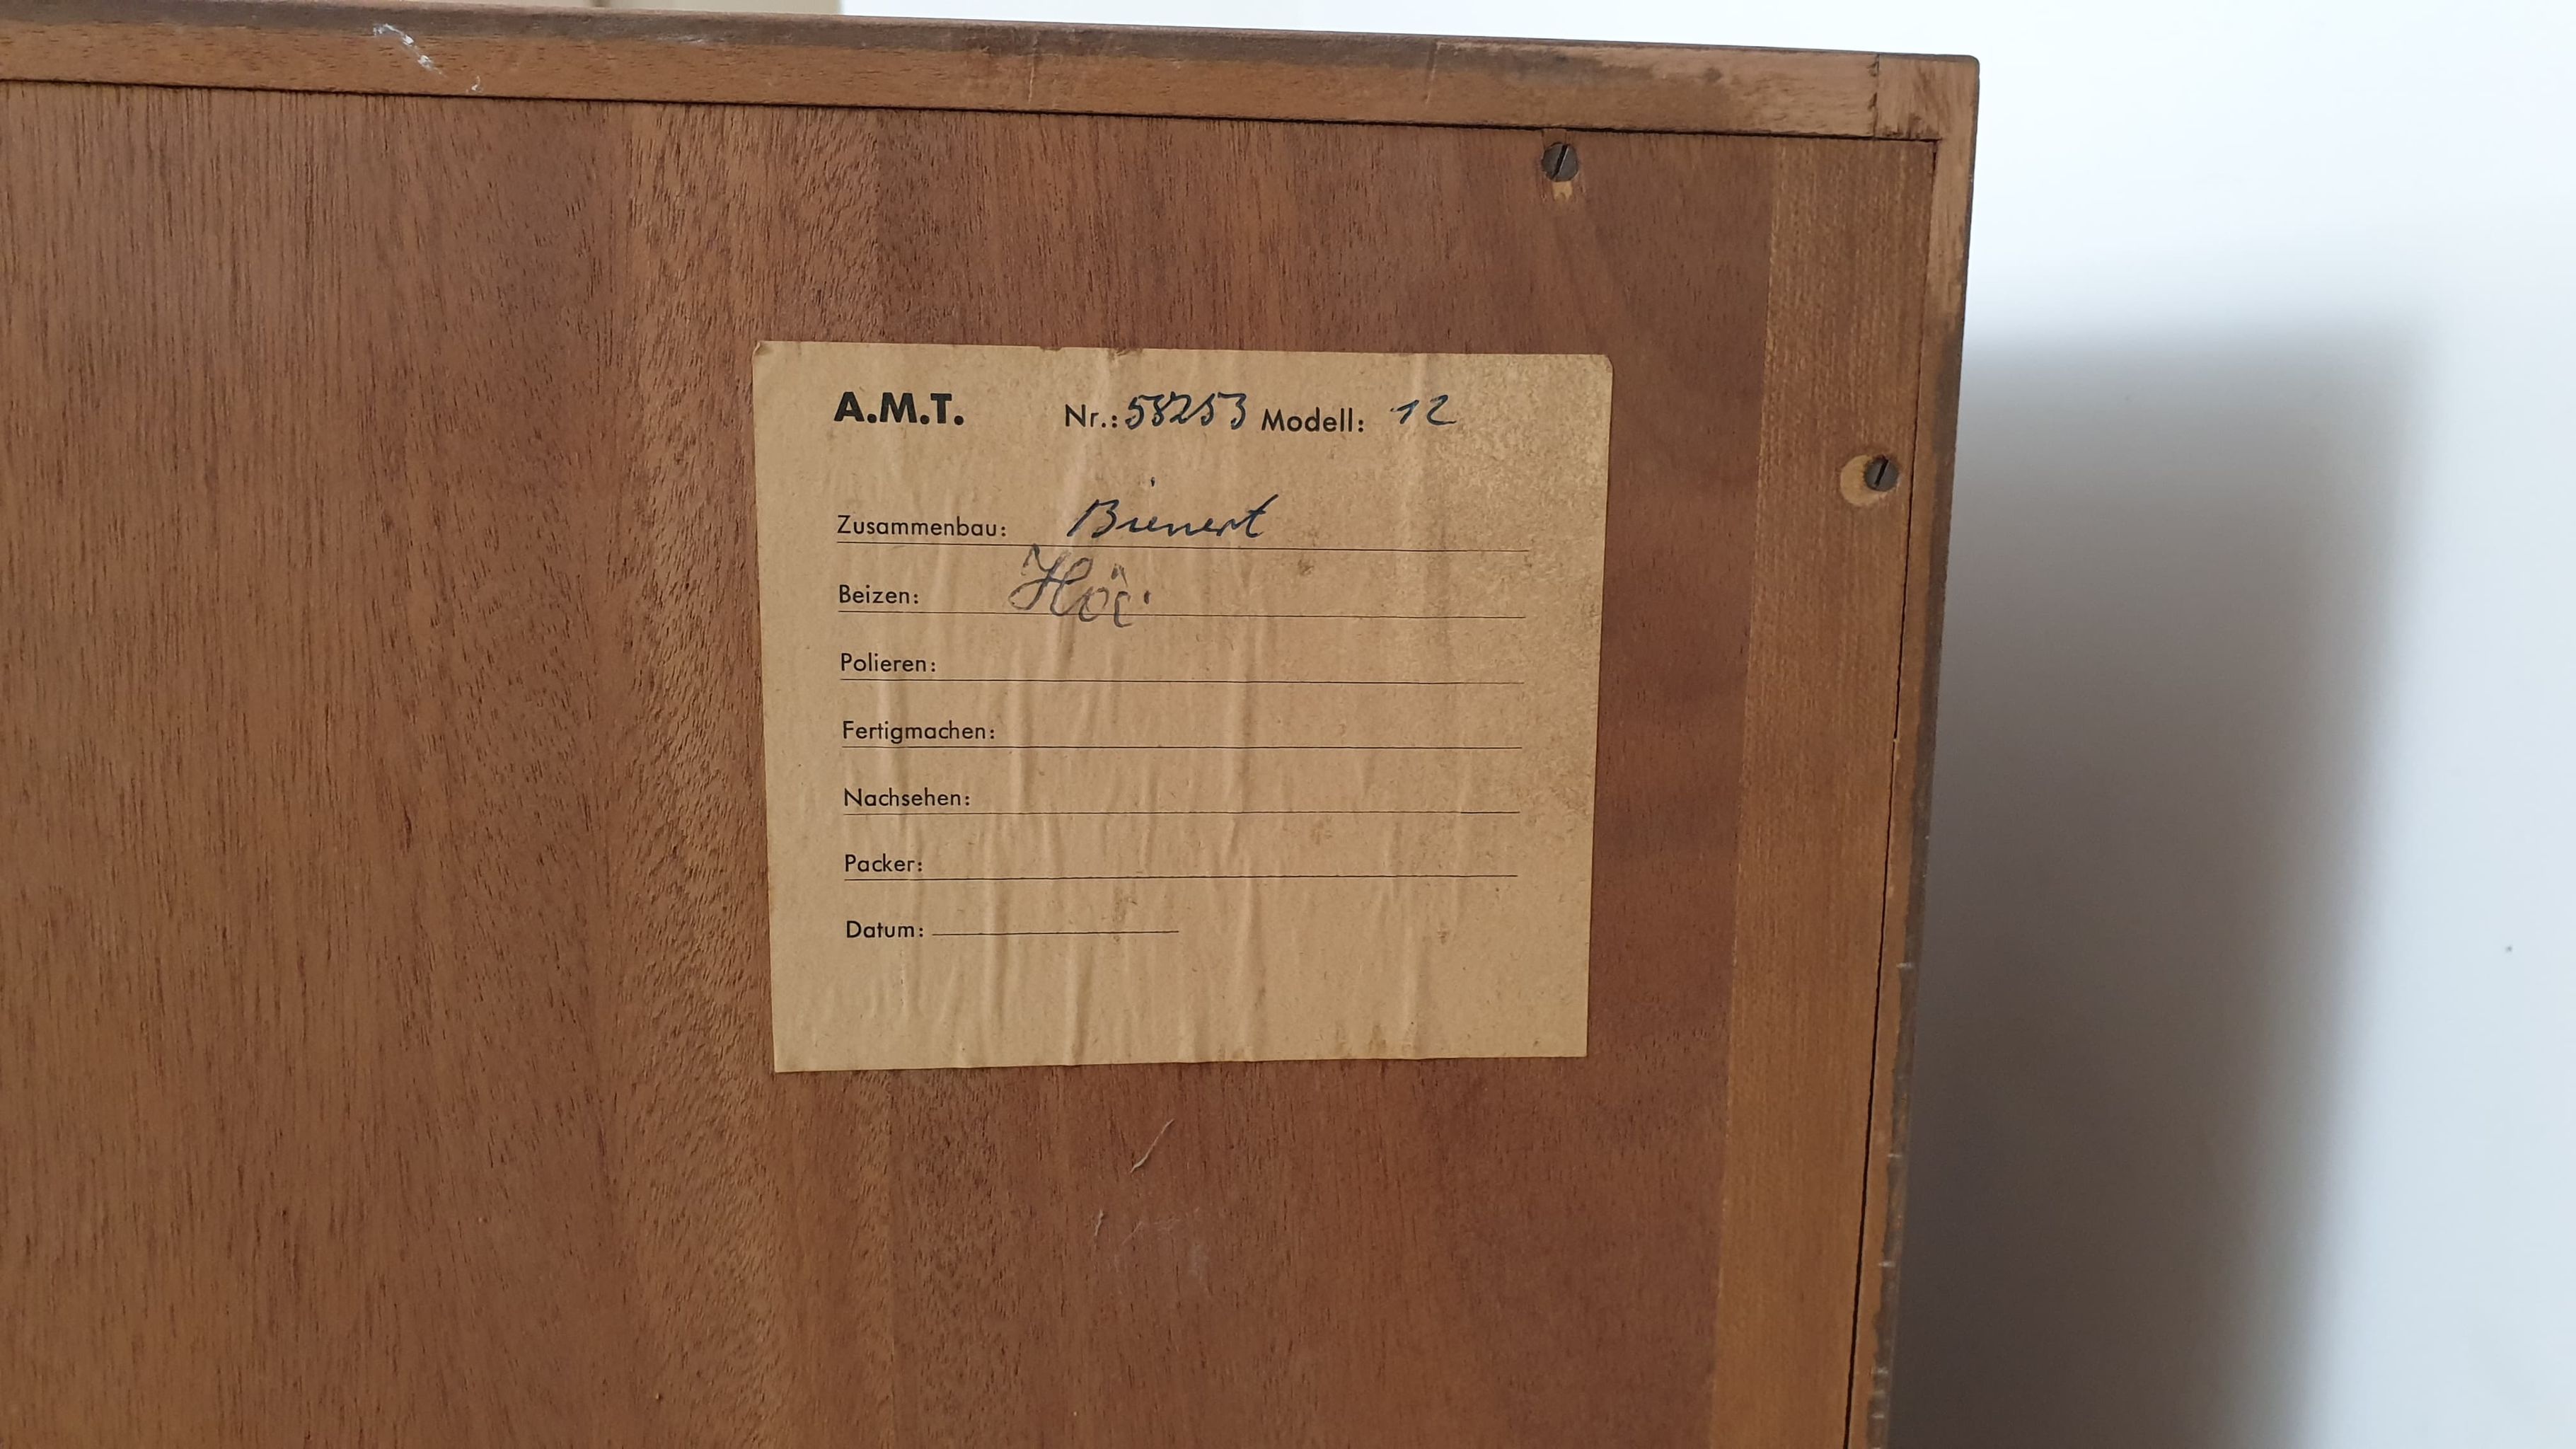 A.M.T. Nr.: 58253 Modell: 12
Zusammenbau: Bienert
Beizen:
Polieren:
Fertigmachen:
Nachsehen:
Packer:
Datum: